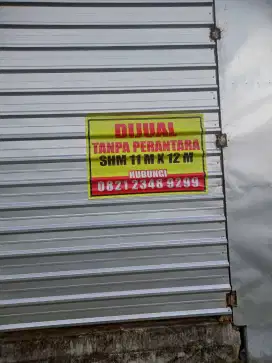 DIJUAL
TANPA PERANTARA
SHM 11 M X 12 M
HUBUNGI
0821 2348 9299